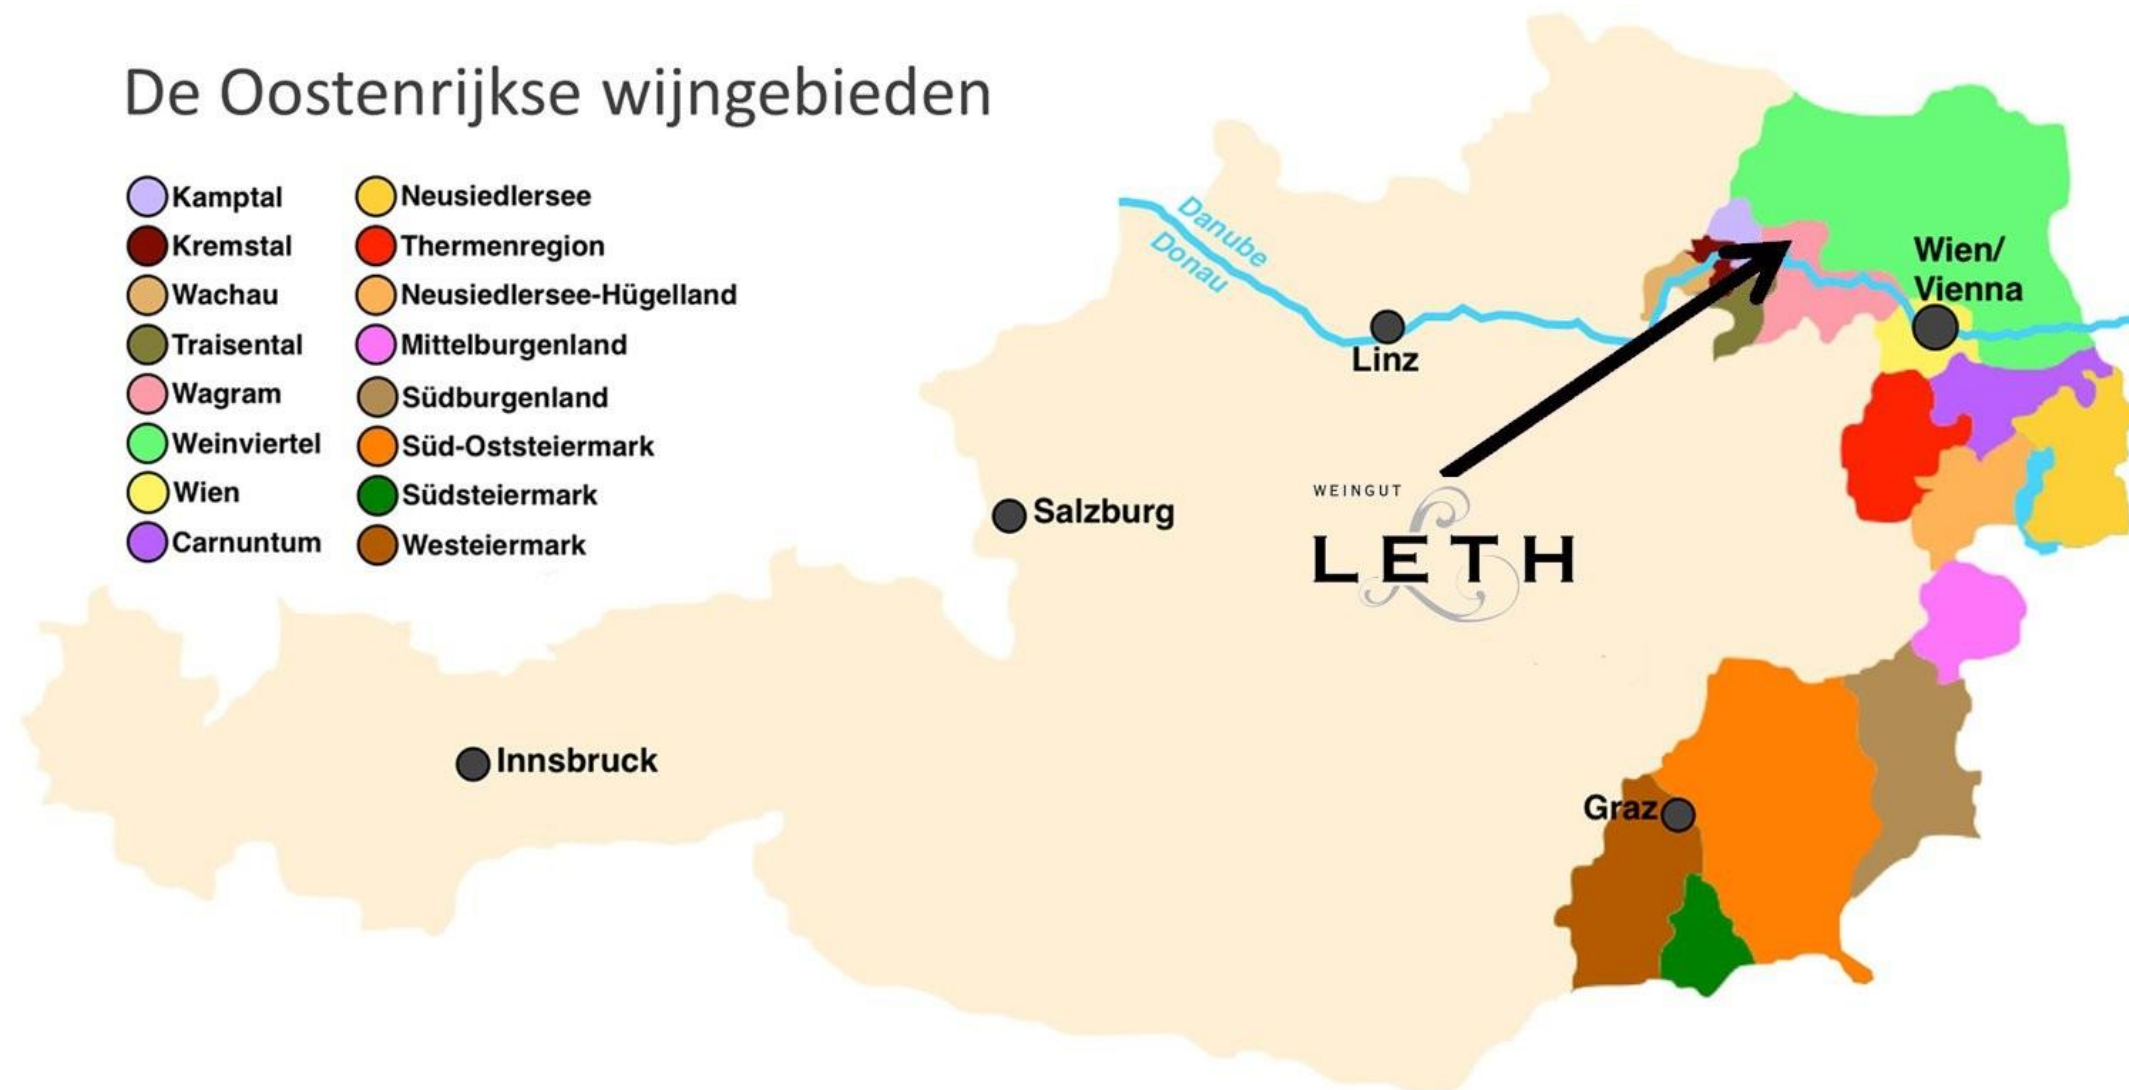 De Oostenrijkse wijngebieden
Kamptal
Kremstal
Wachau
Traisental
Wagram
Weinviertel
Wien
Carnuntum
Neusiedlersee
Thermenregion
Neusiedlersee-Hügelland
Mittelburgenland
Südburgenland
Süd-Oststeiermark
Südsteiermark
Westeiermark
Danube
Donau
Linz
Wien/
Vienna
Salzburg
WEINGUT
LETH
Innsbruck
Graz